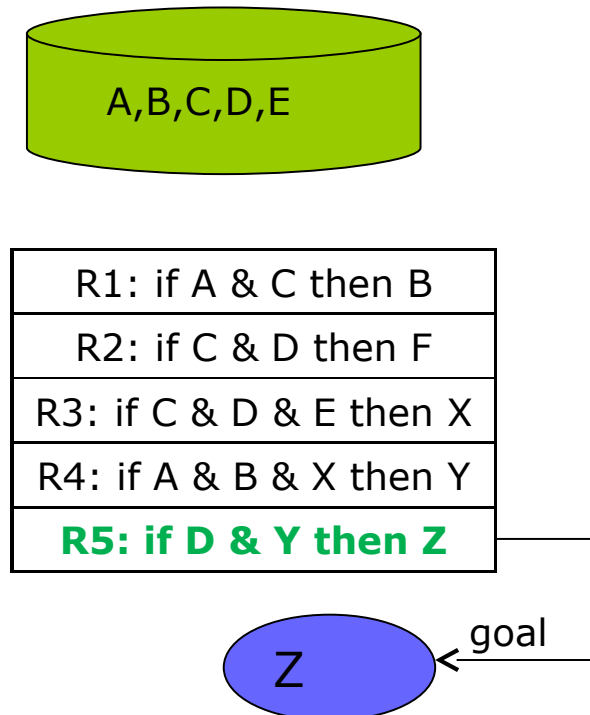 A,B,C,D,E
R1: if A & C then B
R2: if C & D then F
R3: if C & D & E then X
R4: if A & B & X then Y
R5: if D & Y then Z
goal
Z